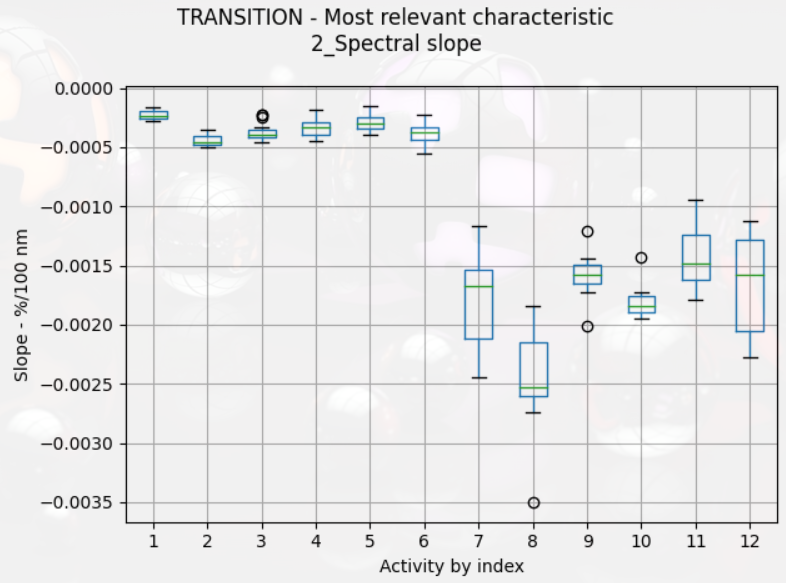 TRANSITION - Most relevant characteristic
2_Spectral slope
0.0000
−0.0005
−0.0010
−0.0015
−0.0020
−0.0025
−0.0030
−0.0035
Slope - %/100 nm
1 2 3 4 5 6 7 8 9 10 11 12
Activity by index